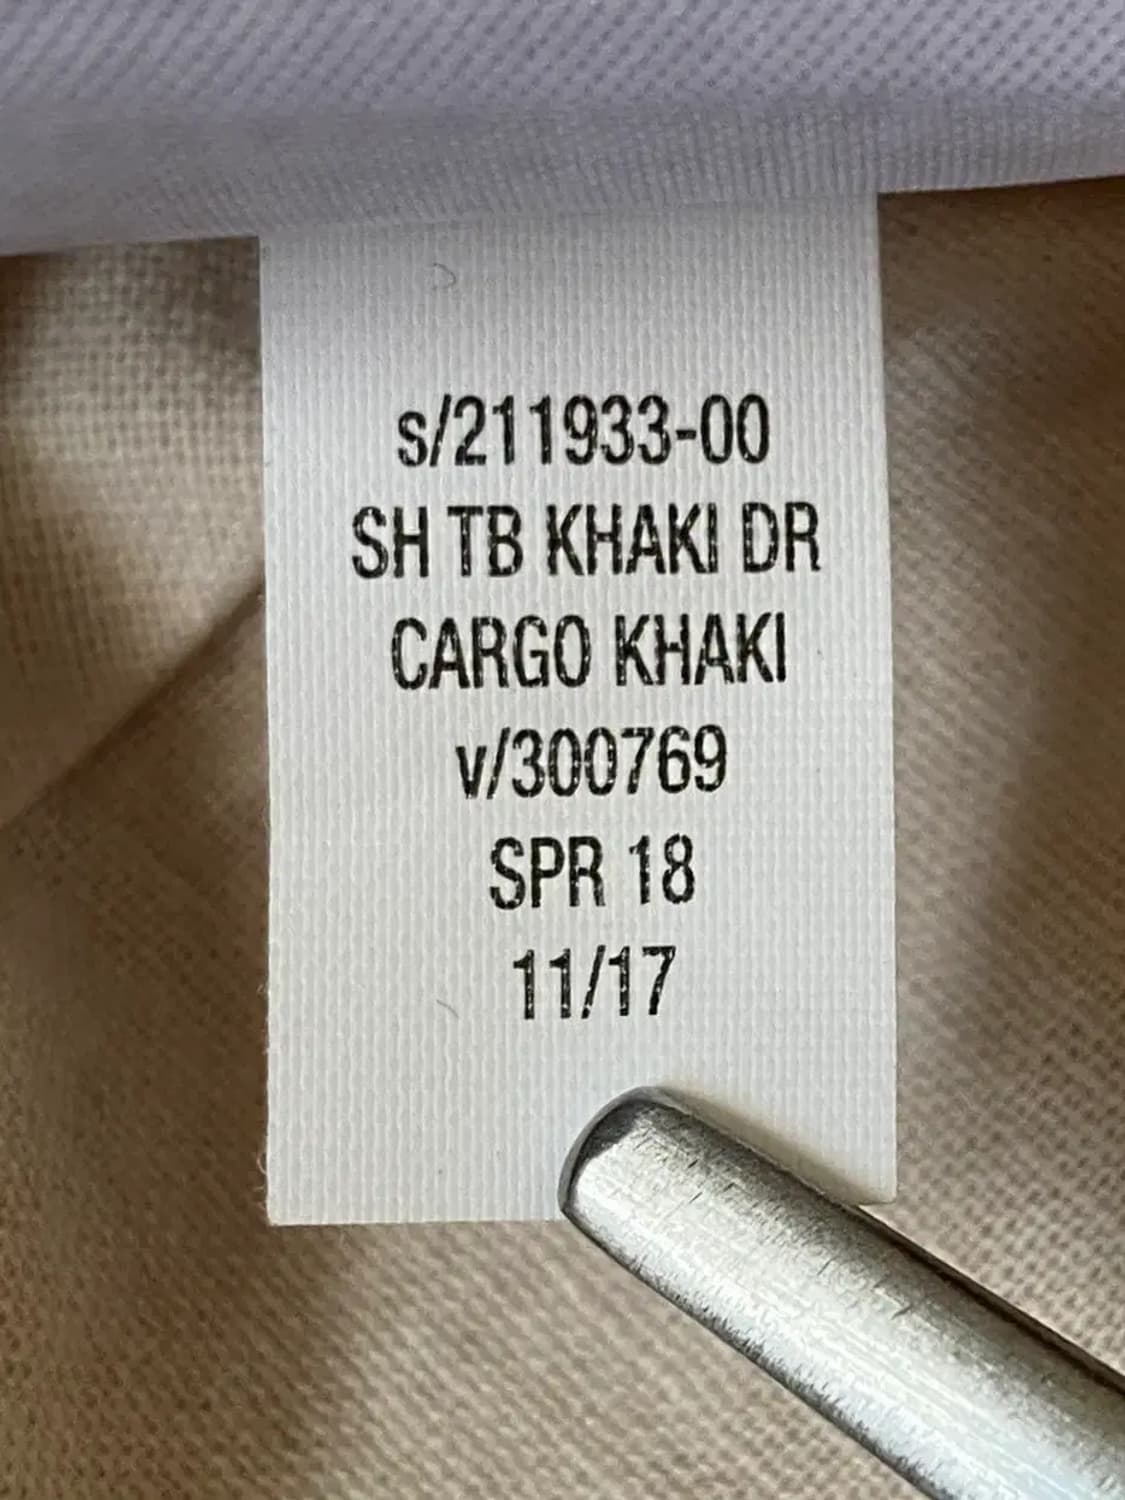 s/211933-00
SH TB KHAKI DR
CARGO KHAKI
v/300769
SPR 18
11/17